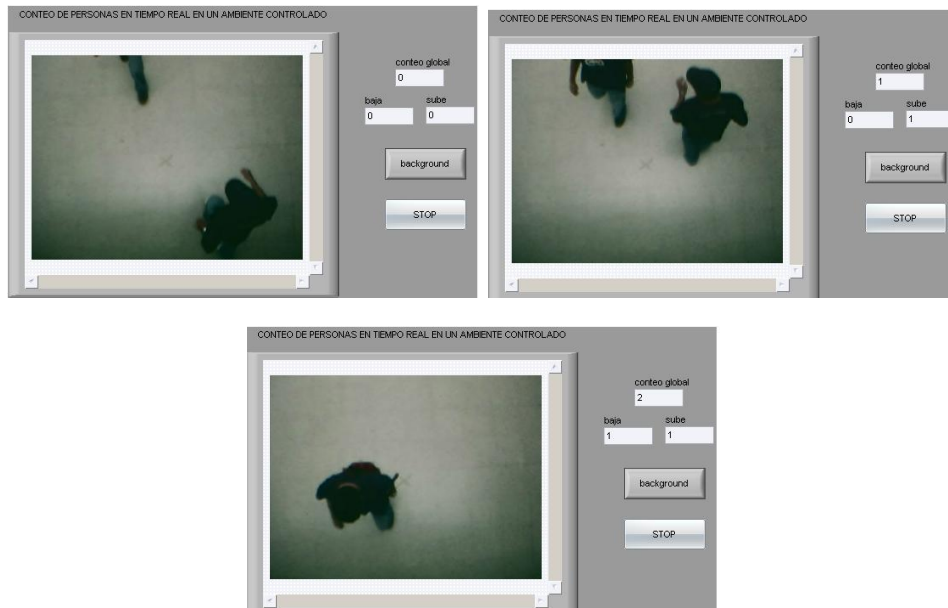 CONTEO DE PERSONAS EN TIEMPO REAL EN UN AMBIENTE CONTROLADO
conteo global
0
baja sube
0 0
background
STOP
CONTEO DE PERSONAS EN TIEMPO REAL EN UN AMBIENTE CONTROLADO
conteo global
1
baja sube
0 1
background
STOP
CONTEO DE PERSONAS EN TIEMPO REAL EN UN AMBIENTE CONTROLADO
conteo global
2
baja sube
1 1
background
STOP